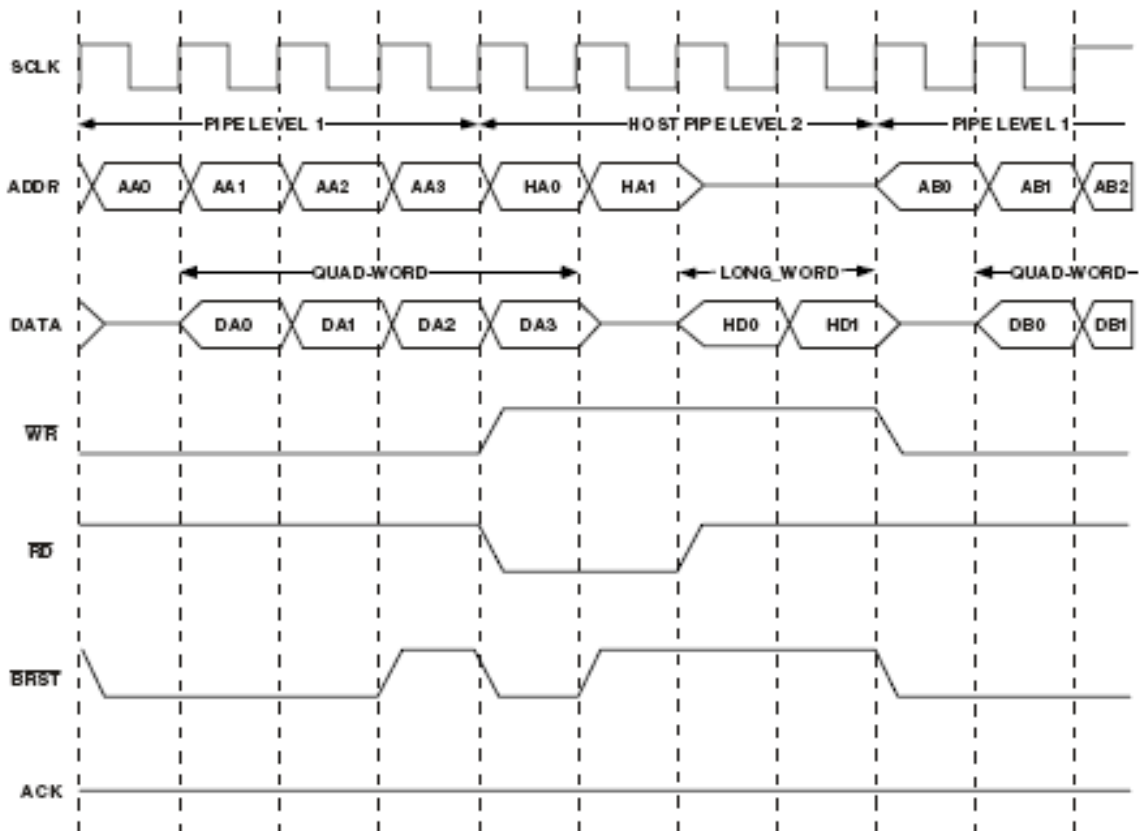 SCLK
PIPE LEVEL 1 HOST PIPE LEVEL 2 PIPE LEVEL 1
ADDR AA0 AA1 AA2 AA3 HA0 HA1 AB0 AB1 AB2
QUAD-WORD LONG_WORD QUAD-WORD
DATA DA0 DA1 DA2 DA3 HD0 HD1 DB0 DB1
WR
RD
BRST
ACK